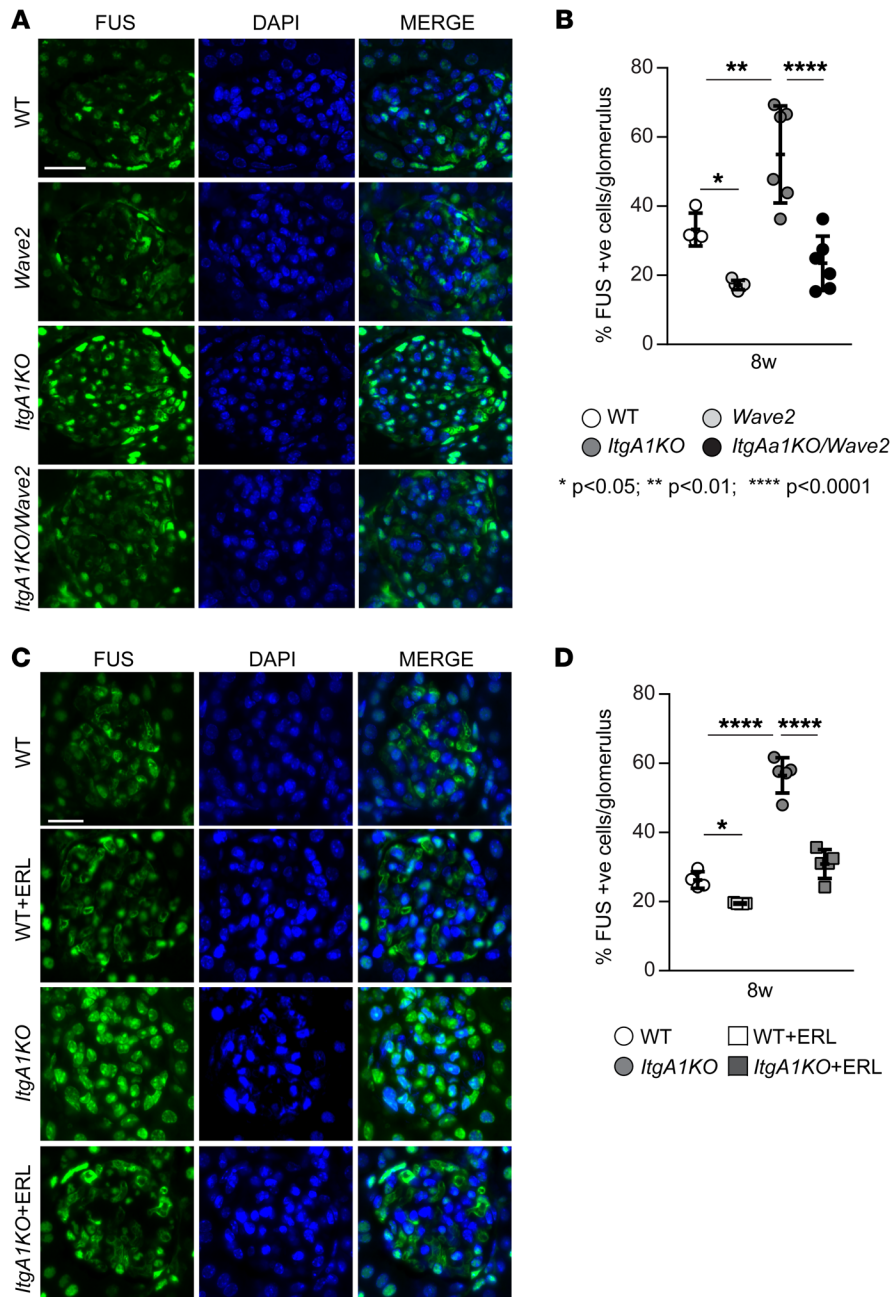 A
FUS DAPI MERGE
WT
Wave2
ItgA1KO
ItgA1KO/Wave2
B
% FUS +ve cells/glomerulus
80
60
40
20
0
** ****
*
8w
WT Wave2
ItgA1KO ItgAa1KO/Wave2
* p<0.05; ** p<0.01; **** p<0.0001
C
FUS DAPI MERGE
WT
WT+ERL
ItgA1KO
ItgA1KO+ERL
D
% FUS +ve cells/glomerulus
80
60
40
20
0
**** ****
*
8w
WT WT+ERL
ItgA1KO ItgA1KO+ERL